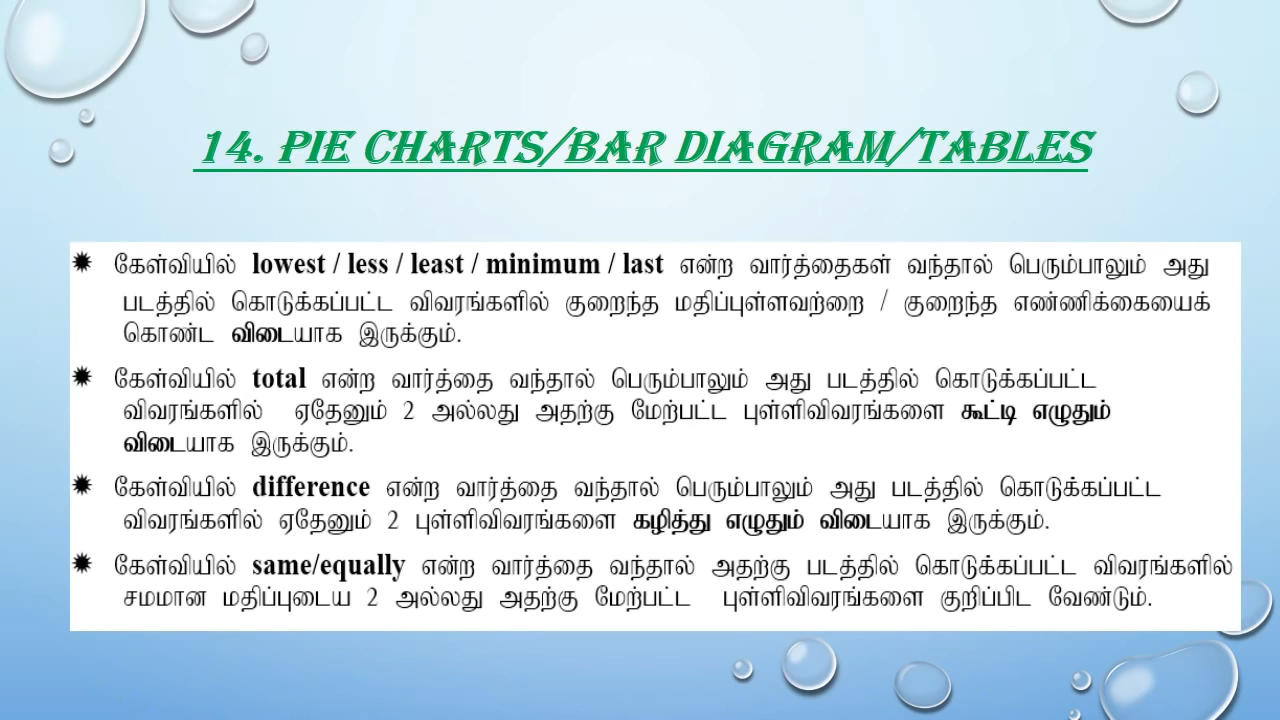 14. PIE CHARTS/BAR DIAGRAM/TABLES
✹ கேள்வியில் lowest / less / least / minimum / last என்ற வார்த்தைகள் வந்தால் பெரும்பாலும் அது
படத்தில் கொடுக்கப்பட்ட விவரங்களில் குறைந்த மதிப்புள்ளவற்றை / குறைந்த எண்ணிக்கையைக்
கொண்ட விடையாக இருக்கும்.
✹ கேள்வியில் total என்ற வார்த்தை வந்தால் பெரும்பாலும் அது படத்தில் கொடுக்கப்பட்ட
விவரங்களில் ஏதேனும் 2 அல்லது அதற்கு மேற்பட்ட புள்ளிவிவரங்களை கூட்டி எழுதும்
விடையாக இருக்கும்.
✹ கேள்வியில் difference என்ற வார்த்தை வந்தால் பெரும்பாலும் அது படத்தில் கொடுக்கப்பட்ட
விவரங்களில் ஏதேனும் 2 புள்ளிவிவரங்களை கழித்து எழுதும் விடையாக இருக்கும்.
✹ கேள்வியில் same/equally என்ற வார்த்தை வந்தால் அதற்கு படத்தில் கொடுக்கப்பட்ட விவரங்களில்
சமமான மதிப்புடைய 2 அல்லது அதற்கு மேற்பட்ட புள்ளிவிவரங்களை குறிப்பிட வேண்டும்.